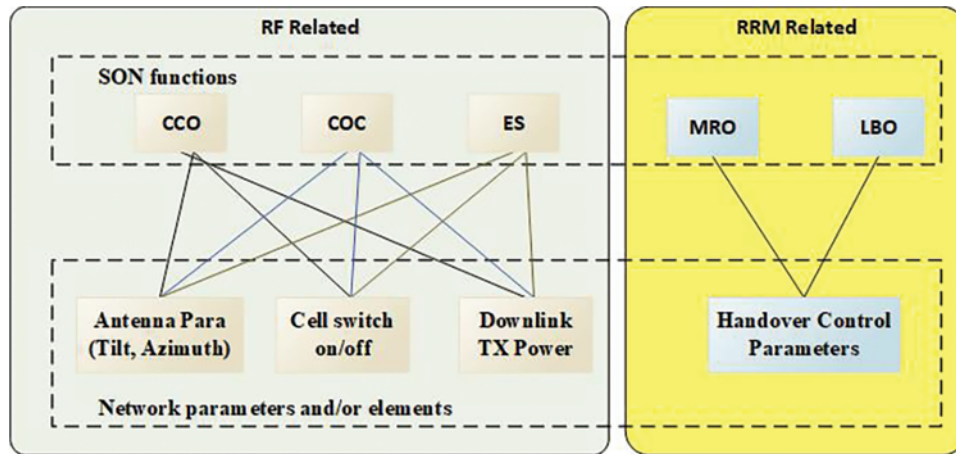 RF Related
RRM Related
SON functions
CCO
COC
ES
MRO
LBO
Antenna Para
(Tilt, Azimuth)
Cell switch
on/off
Downlink
TX Power
Handover Control
Parameters
Network parameters and/or elements